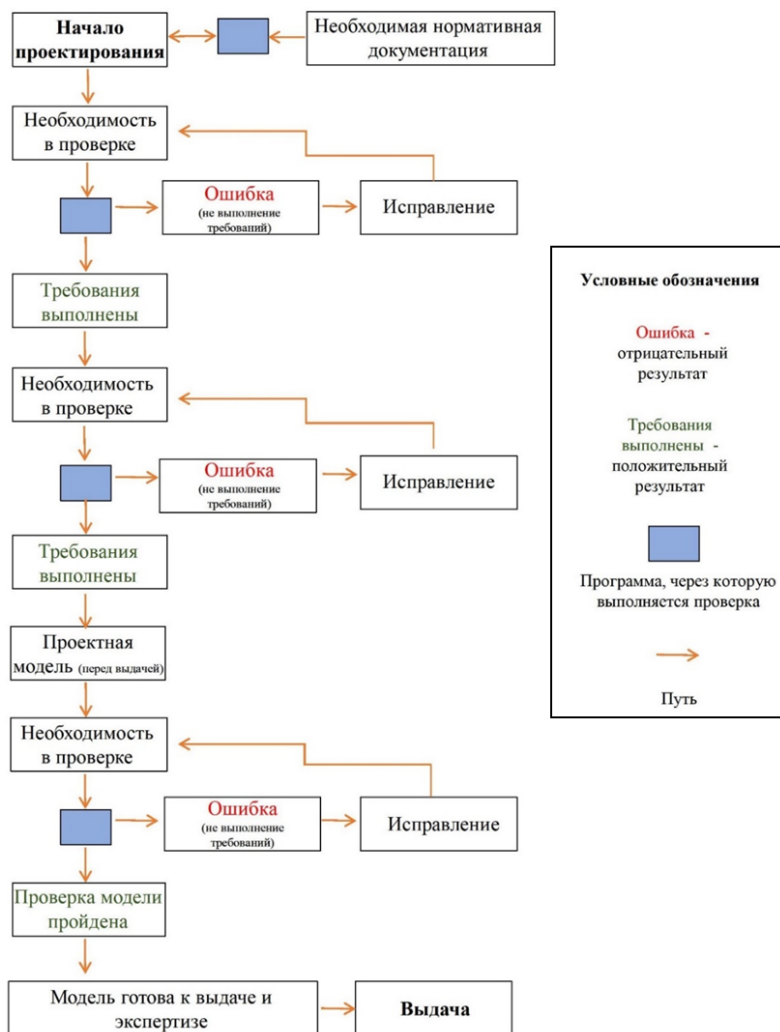 Начало
проектирования
Необходимая нормативная
документация
Необходимость
в проверке
Ошибка
(не выполнение
требований)
Исправление
Требования
выполнены
Необходимость
в проверке
Ошибка
(не выполнение
требований)
Исправление
Требования
выполнены
Проектная
модель (перед выдачей)
Необходимость
в проверке
Ошибка
(не выполнение
требований)
Исправление
Проверка модели
пройдена
Модель готова к выдаче и
экспертизе
Выдача
Условные обозначения
Ошибка -
отрицательный
результат
Требования
выполнены -
положительный
результат
Программа, через которую
выполняется проверка
Путь